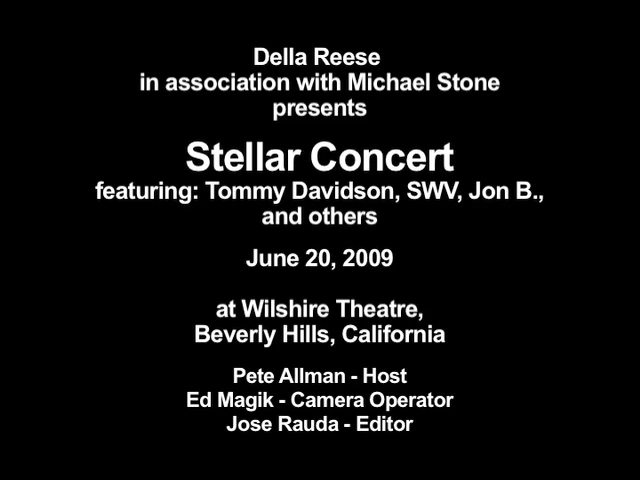 Della Reese
in association with Michael Stone
presents
Stellar Concert
featuring: Tommy Davidson, SWV, Jon B.,
and others
June 20, 2009
at Wilshire Theatre,
Beverly Hills, California
Pete Allman - Host
Ed Magik - Camera Operator
Jose Rauda - Editor